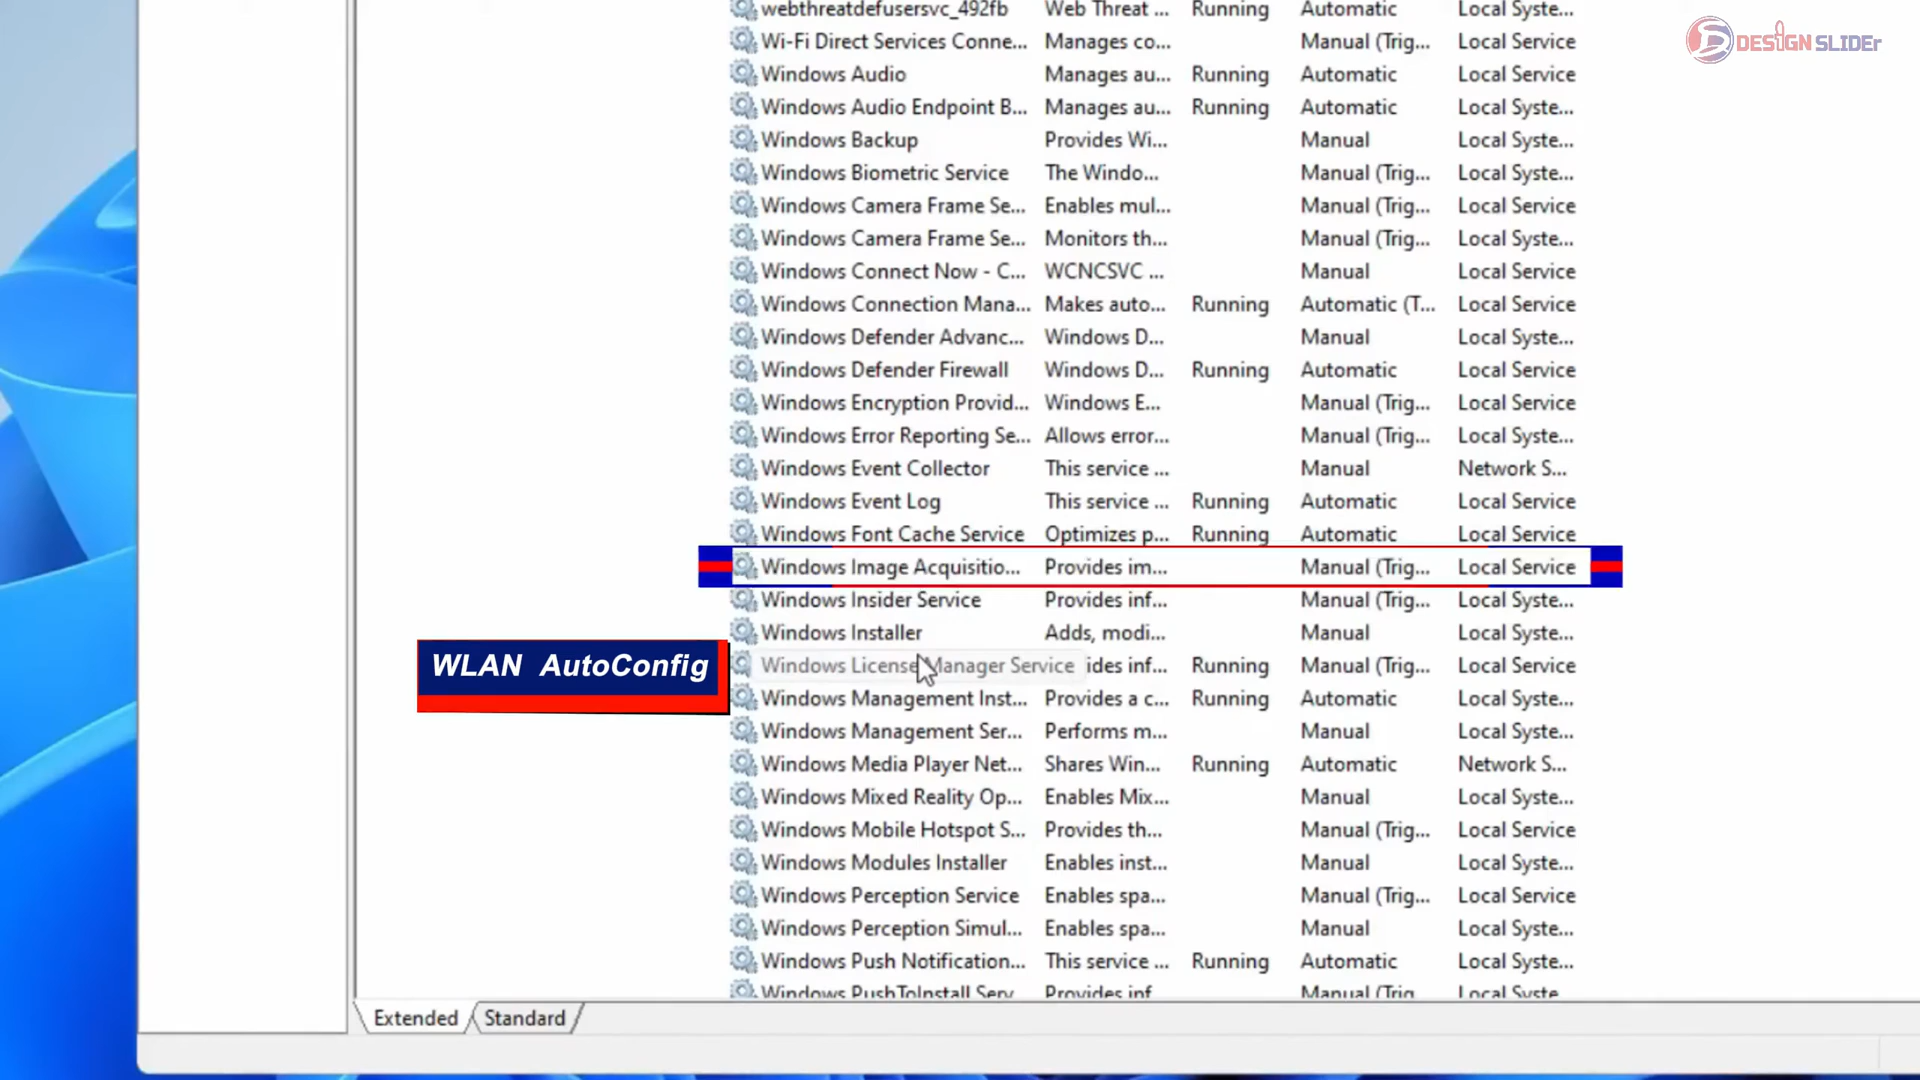 DESIGN SLIDEr
webthreatdefusersvc_492fb Web Threat ... Running Automatic Local Syste...
Wi-Fi Direct Services Conne... Manages co... Manual (Trig... Local Service
Windows Audio Manages au... Running Automatic Local Service
Windows Audio Endpoint B... Manages au... Running Automatic Local Syste...
Windows Backup Provides Wi... Manual Local Syste...
Windows Biometric Service The Windo... Manual (Trig... Local Syste...
Windows Camera Frame Se... Enables mul... Manual (Trig... Local Service
Windows Camera Frame Se... Monitors th... Manual (Trig... Local Syste...
Windows Connect Now - C... WCNCSVC ... Manual Local Service
Windows Connection Mana... Makes auto... Running Automatic (T... Local Service
Windows Defender Advanc... Windows D... Manual Local Syste...
Windows Defender Firewall Windows D... Running Automatic Local Service
Windows Encryption Provid... Windows E... Manual (Trig... Local Service
Windows Error Reporting Se... Allows error... Manual (Trig... Local Syste...
Windows Event Collector This service ... Manual Network S...
Windows Event Log This service ... Running Automatic Local Service
Windows Font Cache Service Optimizes p... Running Automatic Local Service
Windows Image Acquisitio... Provides im... Manual (Trig... Local Service
Windows Insider Service Provides inf... Manual (Trig... Local Syste...
Windows Installer Adds, modi... Manual Local Syste...
WLAN AutoConfig
Windows License Manager Service ides inf... Running Manual (Trig... Local Service
Windows Management Inst... Provides a c... Running Automatic Local Syste...
Windows Management Ser... Performs m... Manual Local Syste...
Windows Media Player Net... Shares Win... Running Automatic Network S...
Windows Mixed Reality Op... Enables Mix... Manual Local Syste...
Windows Mobile Hotspot S... Provides th... Manual (Trig... Local Service
Windows Modules Installer Enables inst... Manual Local Syste...
Windows Perception Service Enables spa... Manual (Trig... Local Service
Windows Perception Simul... Enables spa... Manual Local Syste...
Windows Push Notification... This service ... Running Automatic Local Syste...
Windows PushToInstall Serv... Provides inf... Manual (Trig... Local Syste...
Extended Standard